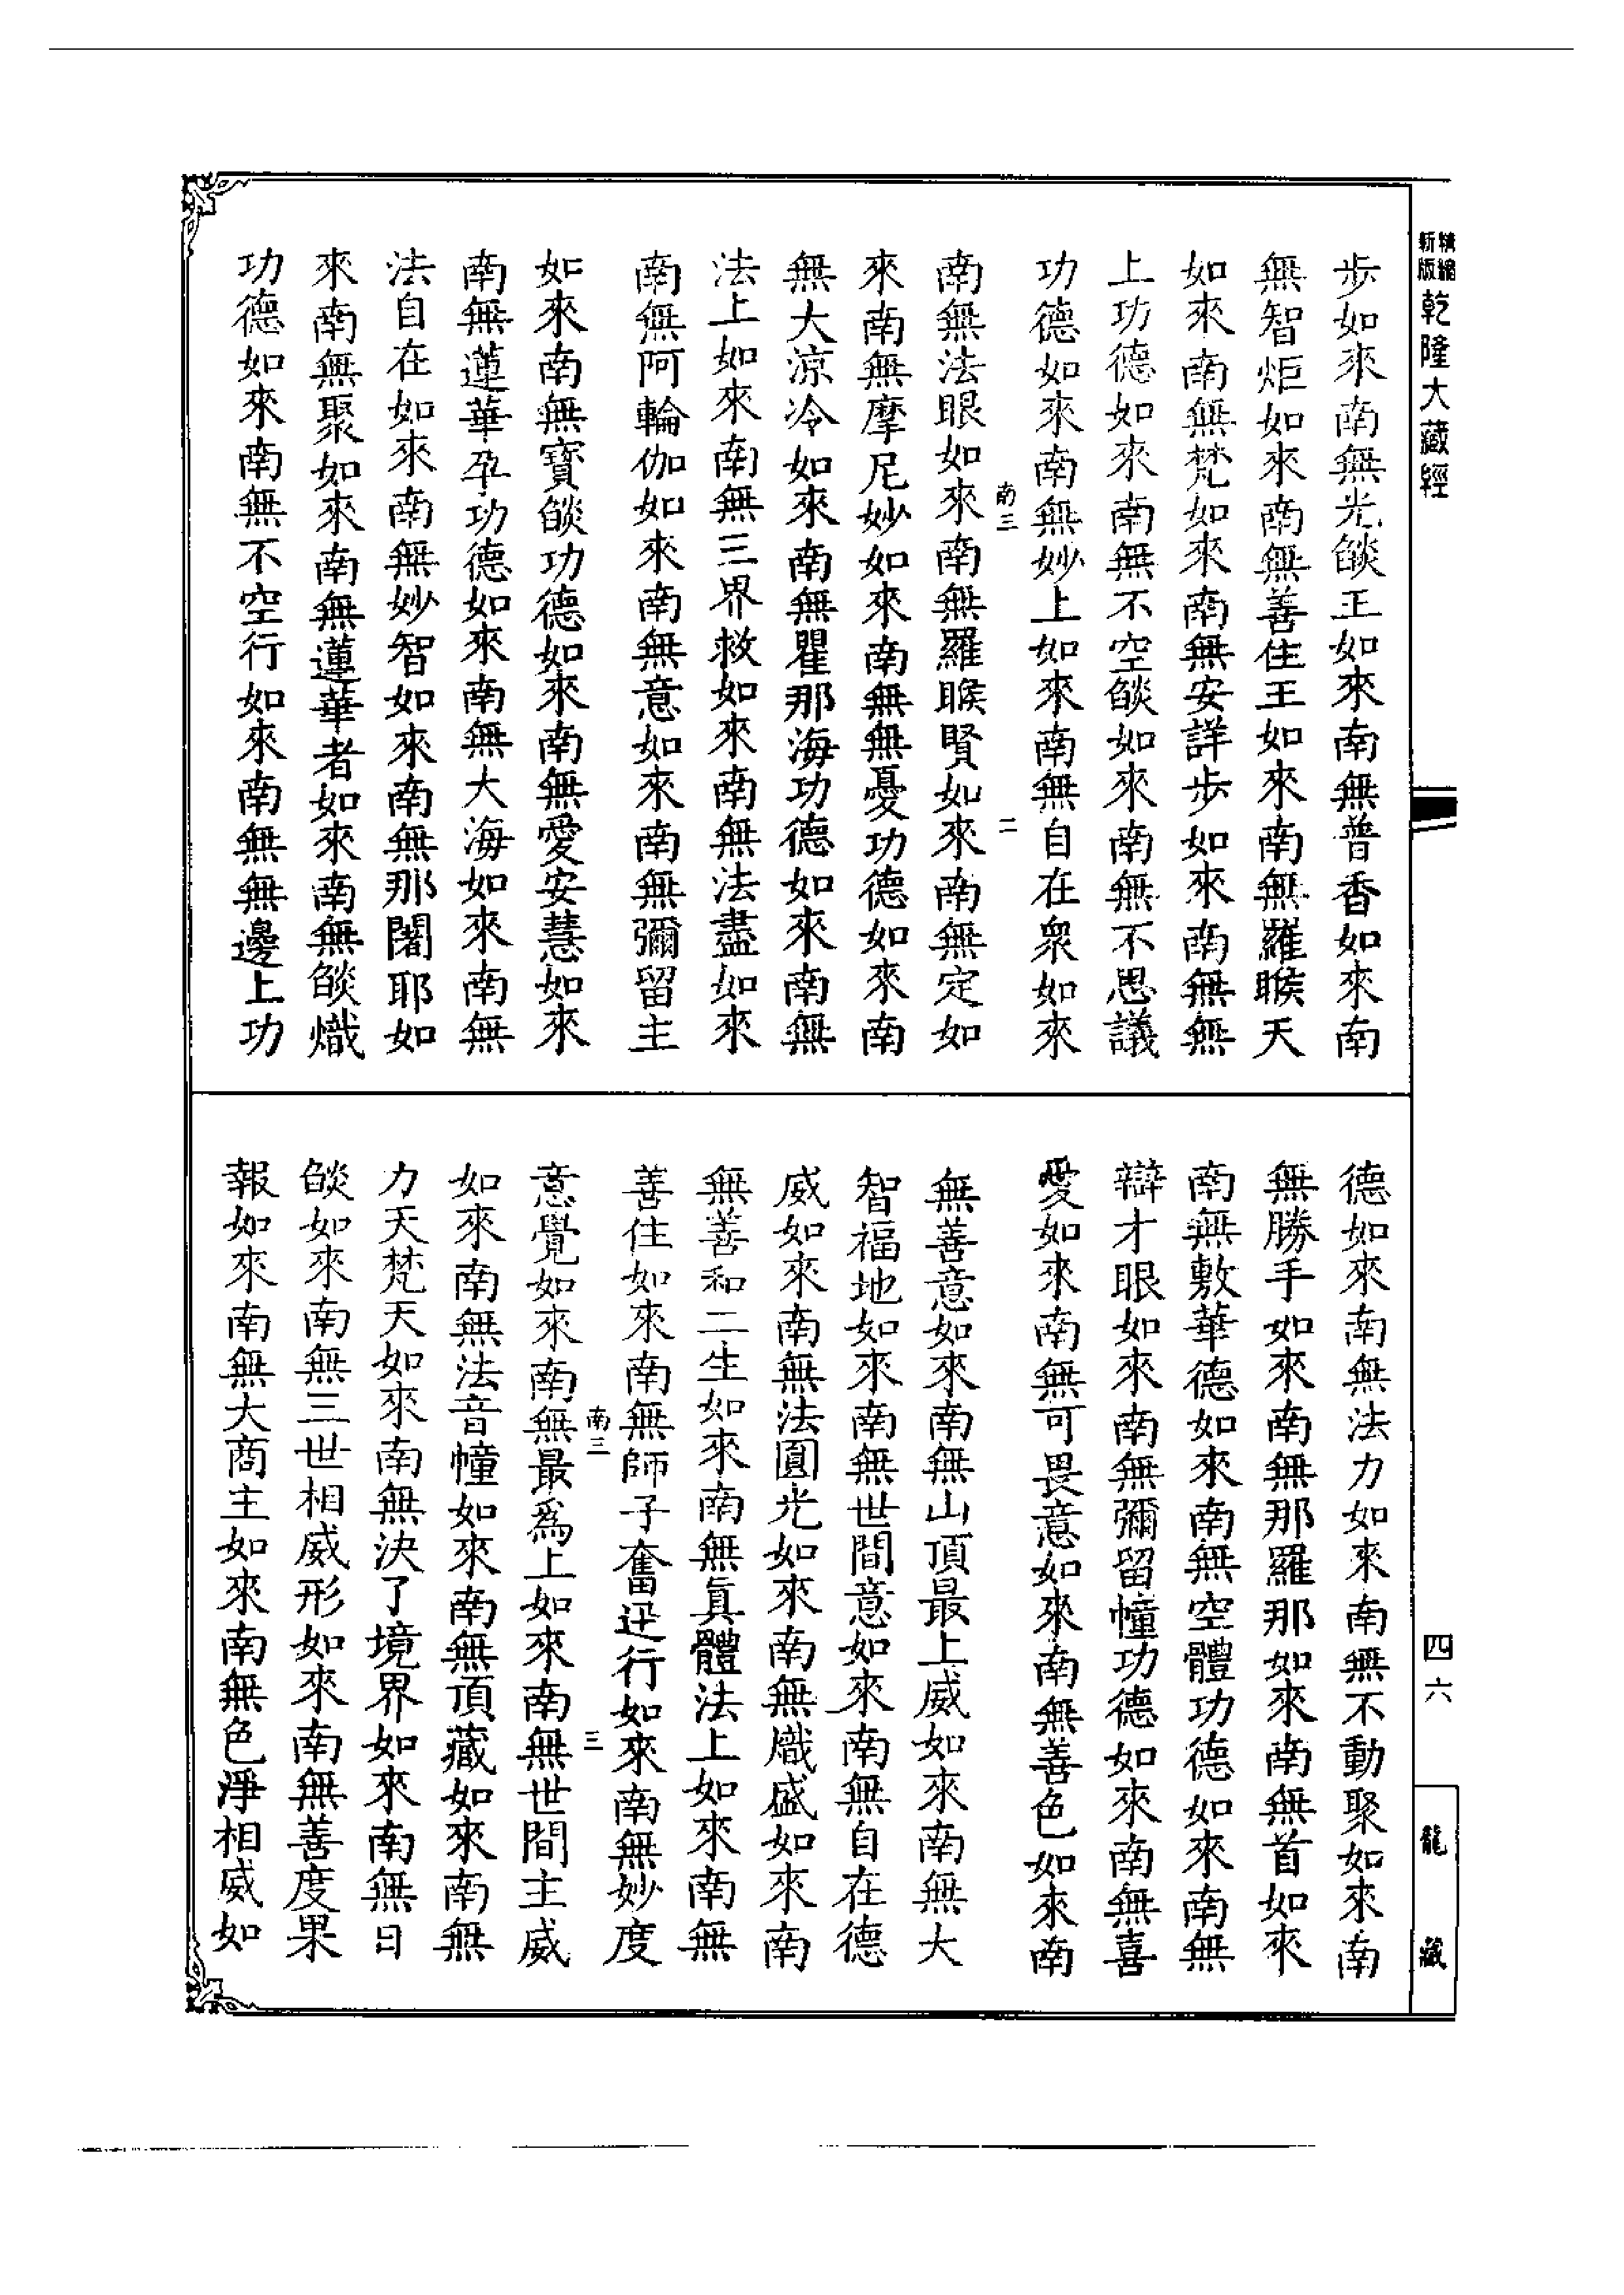 精縮
新版
乾隆大藏經
步如來南無光燄王如來南無普香如來南
無智炬如來南無善住王如來南無羅睺天
如來南無梵如來南無安詳步如來南無無
上功德如來南無不空燄如來南無不思議
功德如來南無妙上如來南無自在衆如來
南三
二
南無法眼如來南無羅睺賢如來南無定如
來南無摩尼妙如來南無無憂功德如來南
無大涼冷如來南無瞿那海功德如來南無
法上如來南無三界救如來南無法盡如來
南無阿輪伽如來南無意如來南無彌留主
如來南無寶燄功德如來南無愛安慧如來
南無蓮華孕功德如來南無大海如來南無
法自在如來南無妙智如來南無那闍耶如
來南無聚如來南無蓮華者如來南無燄熾
功德如來南無不空行如來南無無邊上功
德如來南無法力如來南無不動聚如來南
無勝手如來南無那羅那如來南無首如來
南無敷華德如來南無空體功德如來南無
辯才眼如來南無彌留幢功德如來南無喜
愛如來南無可畏意如來南無善色如來南
無善意如來南無山頂最上威如來南無大
智福地如來南無世間意如來南無自在德
威如來南無法圓光如來南無熾盛如來南
無善和二生如來南無眞體法上如來南無
善住如來南無師子奮迅行如來南無妙度
南三
三
意覺如來南無最爲上如來南無世間主威
如來南無法音幢如來南無頂藏如來南無
力天梵天如來南無決了境界如來南無日
燄如來南無三世相威形如來南無善度果
報如來南無大商主如來南無色淨相威如
四六
龍藏